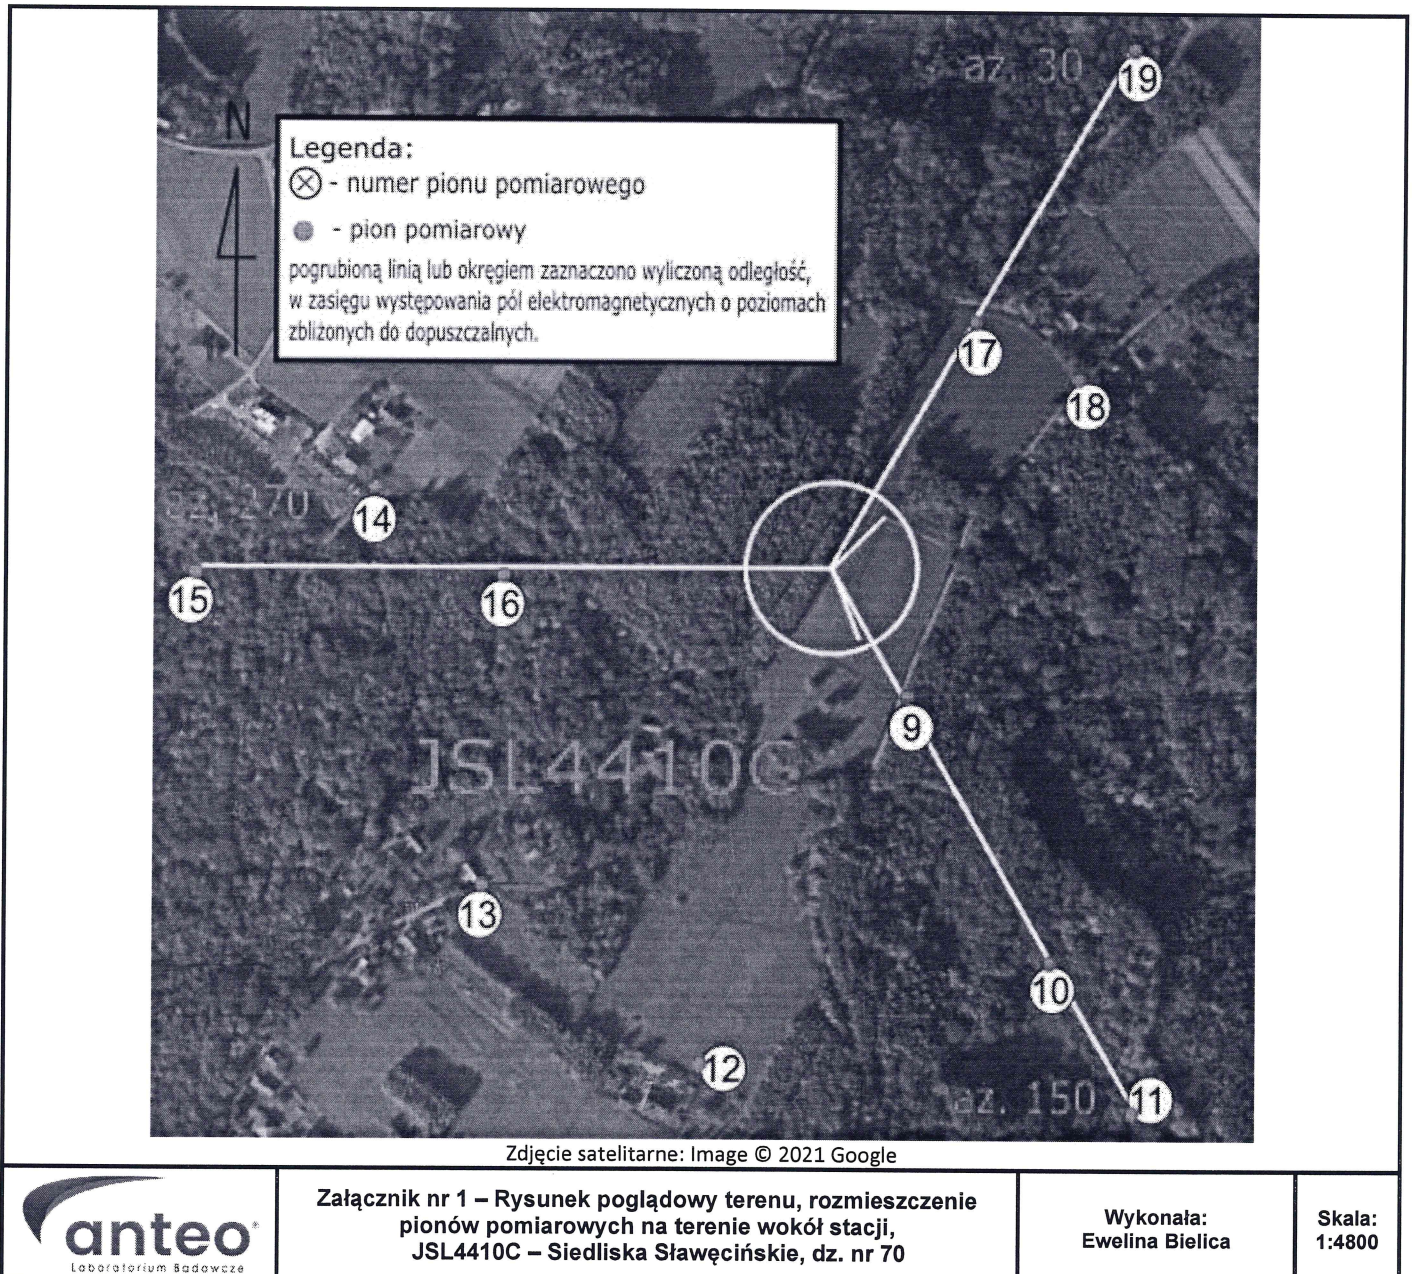 az. 30
19
N
Legenda:
- numer pionu pomiarowego
- pion pomiarowy
pogrubioną linią lub okręgiem zaznaczono wyliczoną odległość,
w zasięgu występowania pól elektromagnetycznych o poziomach
zbliżonych do dopuszczalnych.
17
18
az. 270
14
15
16
9
JSL4410C
13
10
12
az. 150
11
Zdjęcie satelitarne: Image © 2021 Google
anteo®
Laboratorium Badawcze
Załącznik nr 1 – Rysunek poglądowy terenu, rozmieszczenie
pionów pomiarowych na terenie wokół stacji,
JSL4410C – Siedliska Sławęcińskie, dz. nr 70
Wykonała:
Ewelina Bielica
Skala:
1:4800